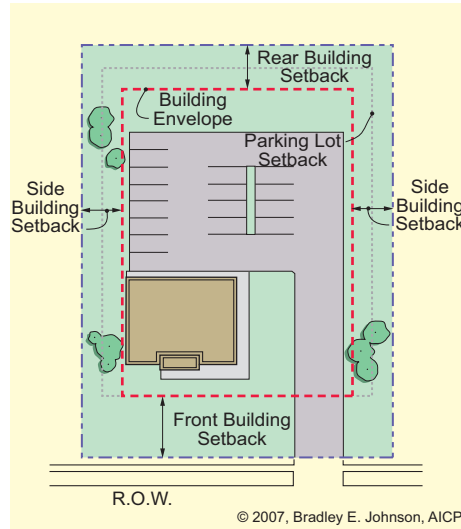 Rear Building
Setback
Building
Envelope
Parking Lot
Setback
Side
Building
Setback
Side
Building
Setback
Front Building
Setback
R.O.W.
© 2007, Bradley E. Johnson, AICP